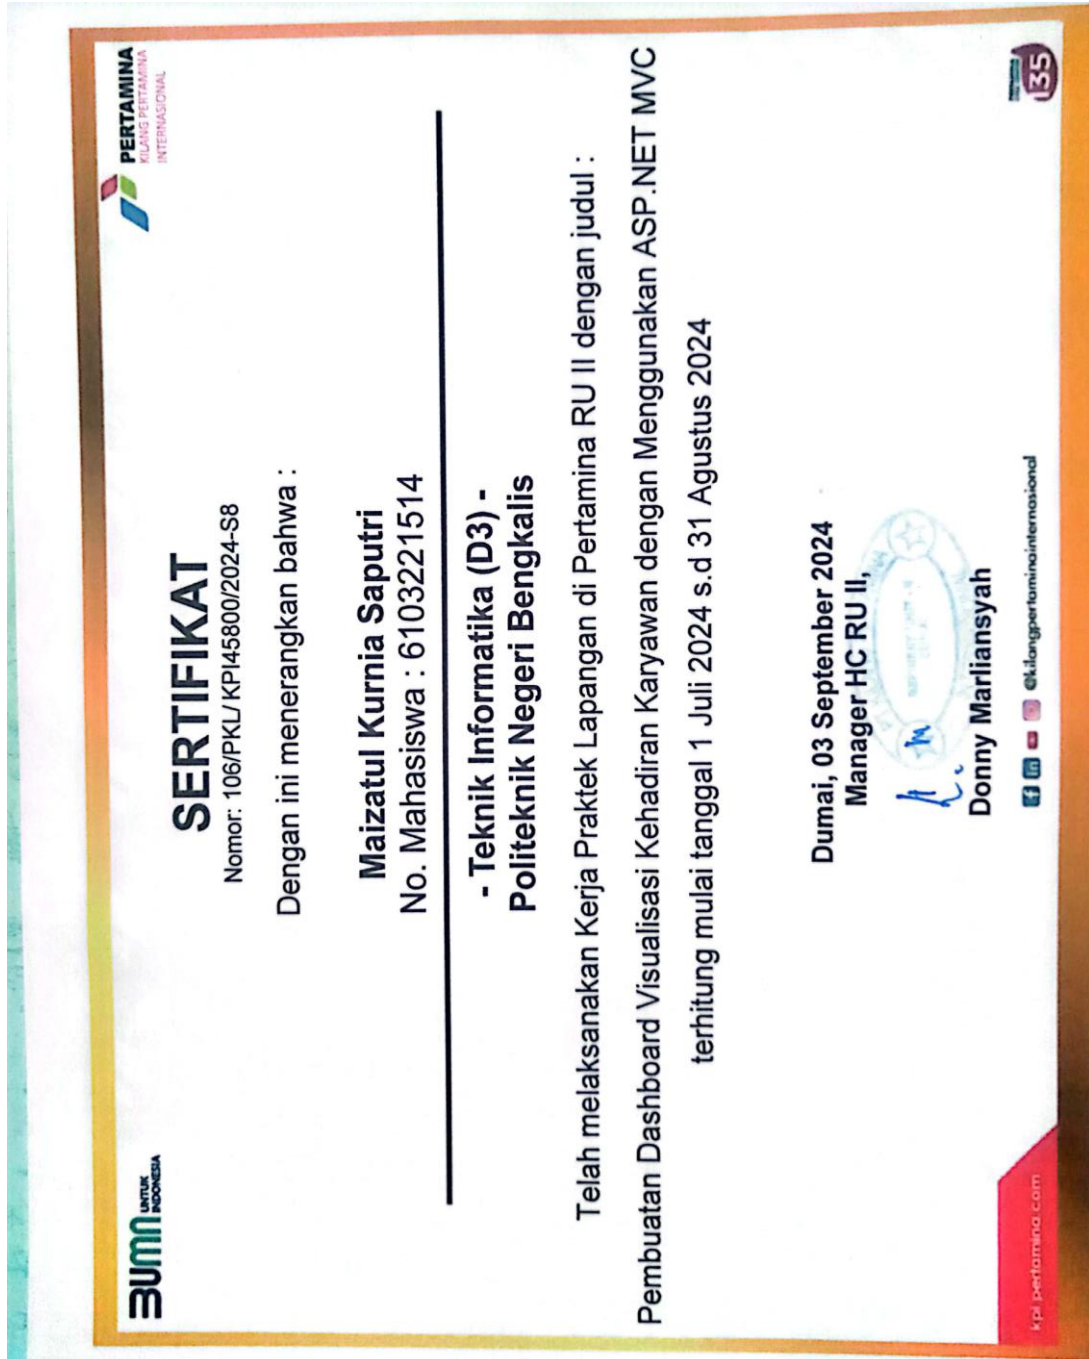 BUMN UNTUK
INDONESIA
PERTAMINA
KILANG PERTAMINA
INTERNASIONAL
SERTIFIKAT
Nomor: 106/PKL/ KPI45800/2024-S8
Dengan ini menerangkan bahwa :
Maizatul Kurnia Saputri
No. Mahasiswa : 61032221514
- Teknik Informatika (D3) -
Politeknik Negeri Bengkalis
Telah melaksanakan Kerja Praktek Lapangan di Pertamina RU II dengan judul :
Pembuatan Dashboard Visualisasi Kehadiran Karyawan dengan Menggunakan ASP.NET MVC
terhitung mulai tanggal 1 Juli 2024 s.d 31 Agustus 2024
Dumai, 03 September 2024
Manager HC RU II,
Donny Marliansyah
kpi.pertamina.com
@kilangpertaminainternasional
135